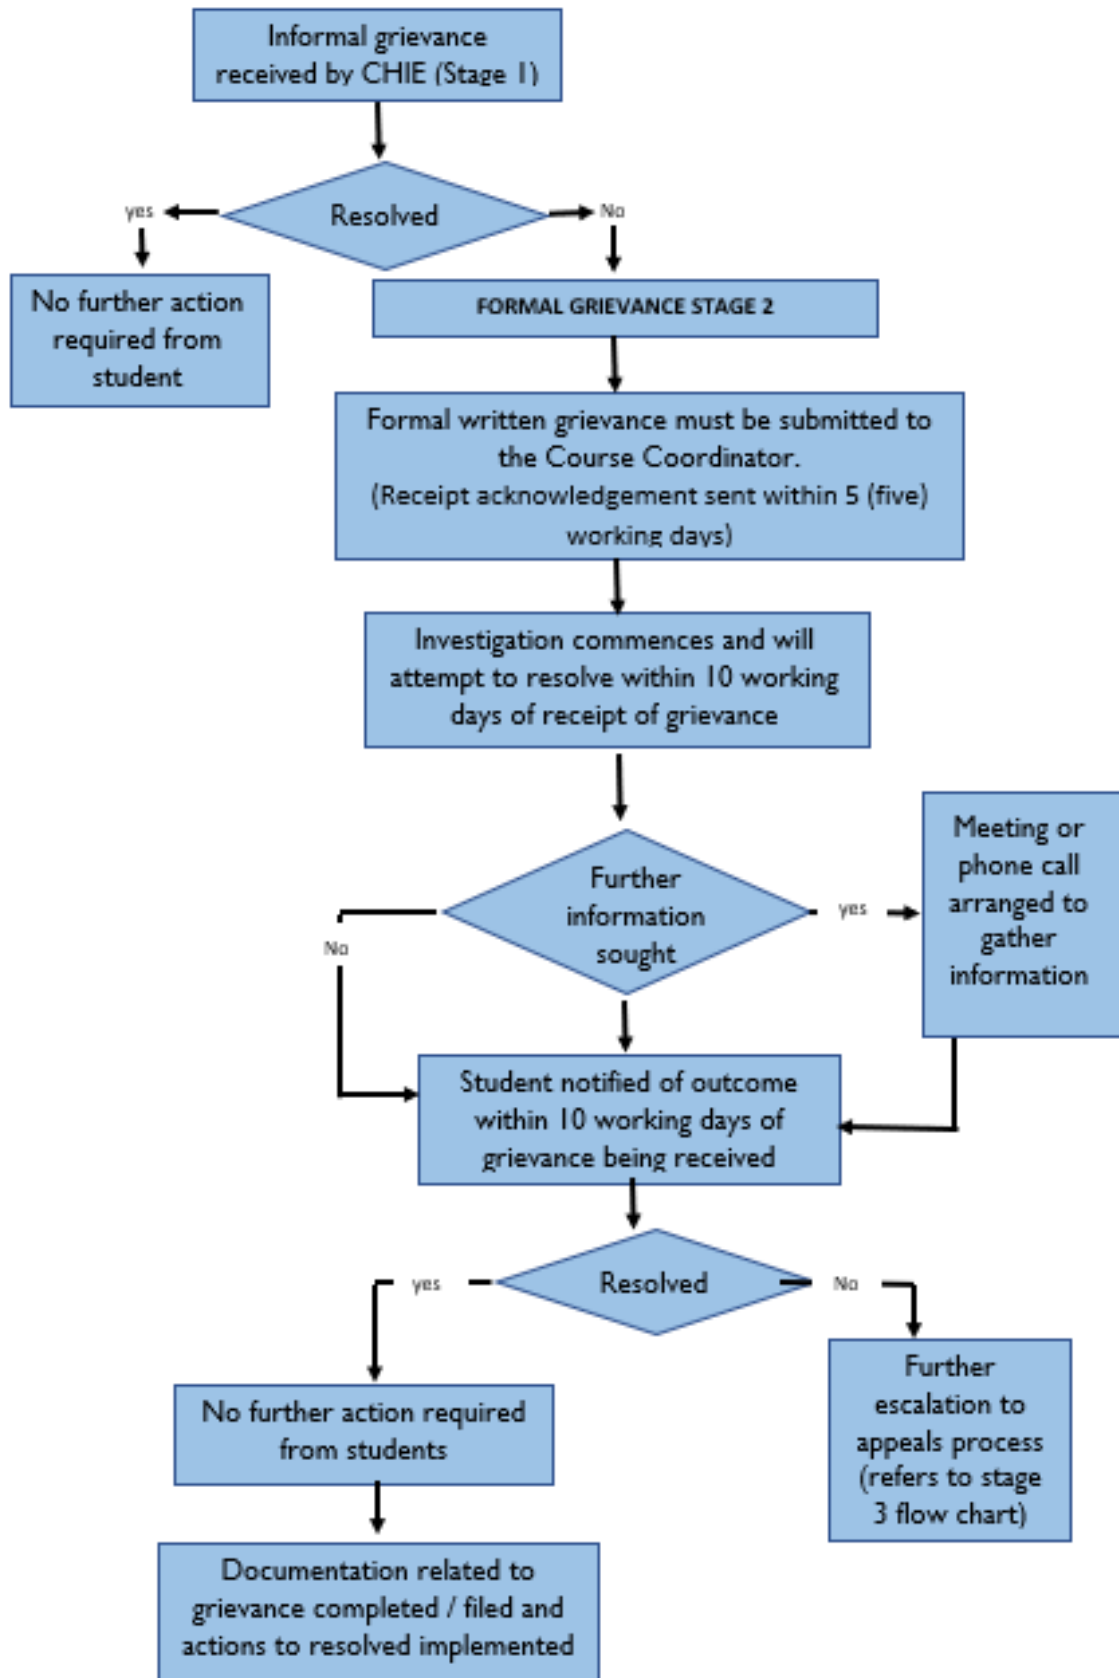 Informal grievance
received by CHIE (Stage 1)
Resolved
yes
No
No further action
required from
student
FORMAL GRIEVANCE STAGE 2
Formal written grievance must be submitted to
the Course Coordinator.
(Receipt acknowledgement sent within 5 (five)
working days)
Investigation commences and will
attempt to resolve within 10 working
days of receipt of grievance
Further
information
sought
No
yes
Meeting or
phone call
arranged to
gather
information
Student notified of outcome
within 10 working days of
grievance being received
Resolved
yes
No
No further action required
from students
Further
escalation to
appeals process
(refers to stage
3 flow chart)
Documentation related to
grievance completed / filed and
actions to resolved implemented